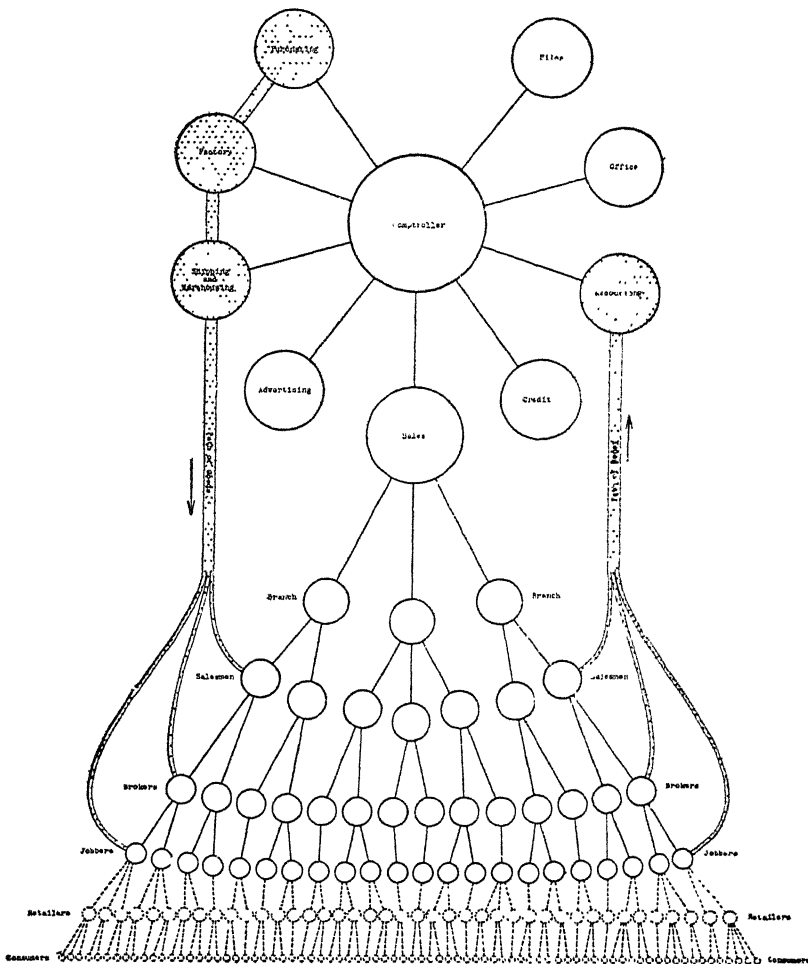 Purchasing
Files
Factory
Office
Comptroller
Shipping
and
Warehousing
Accounting
Advertising
Credit
Sales
Branch
Branch
Salesmen
Salesmen
Brokers
Brokers
Jobbers
Jobbers
Retailers
Retailers
Consumers
Consumers